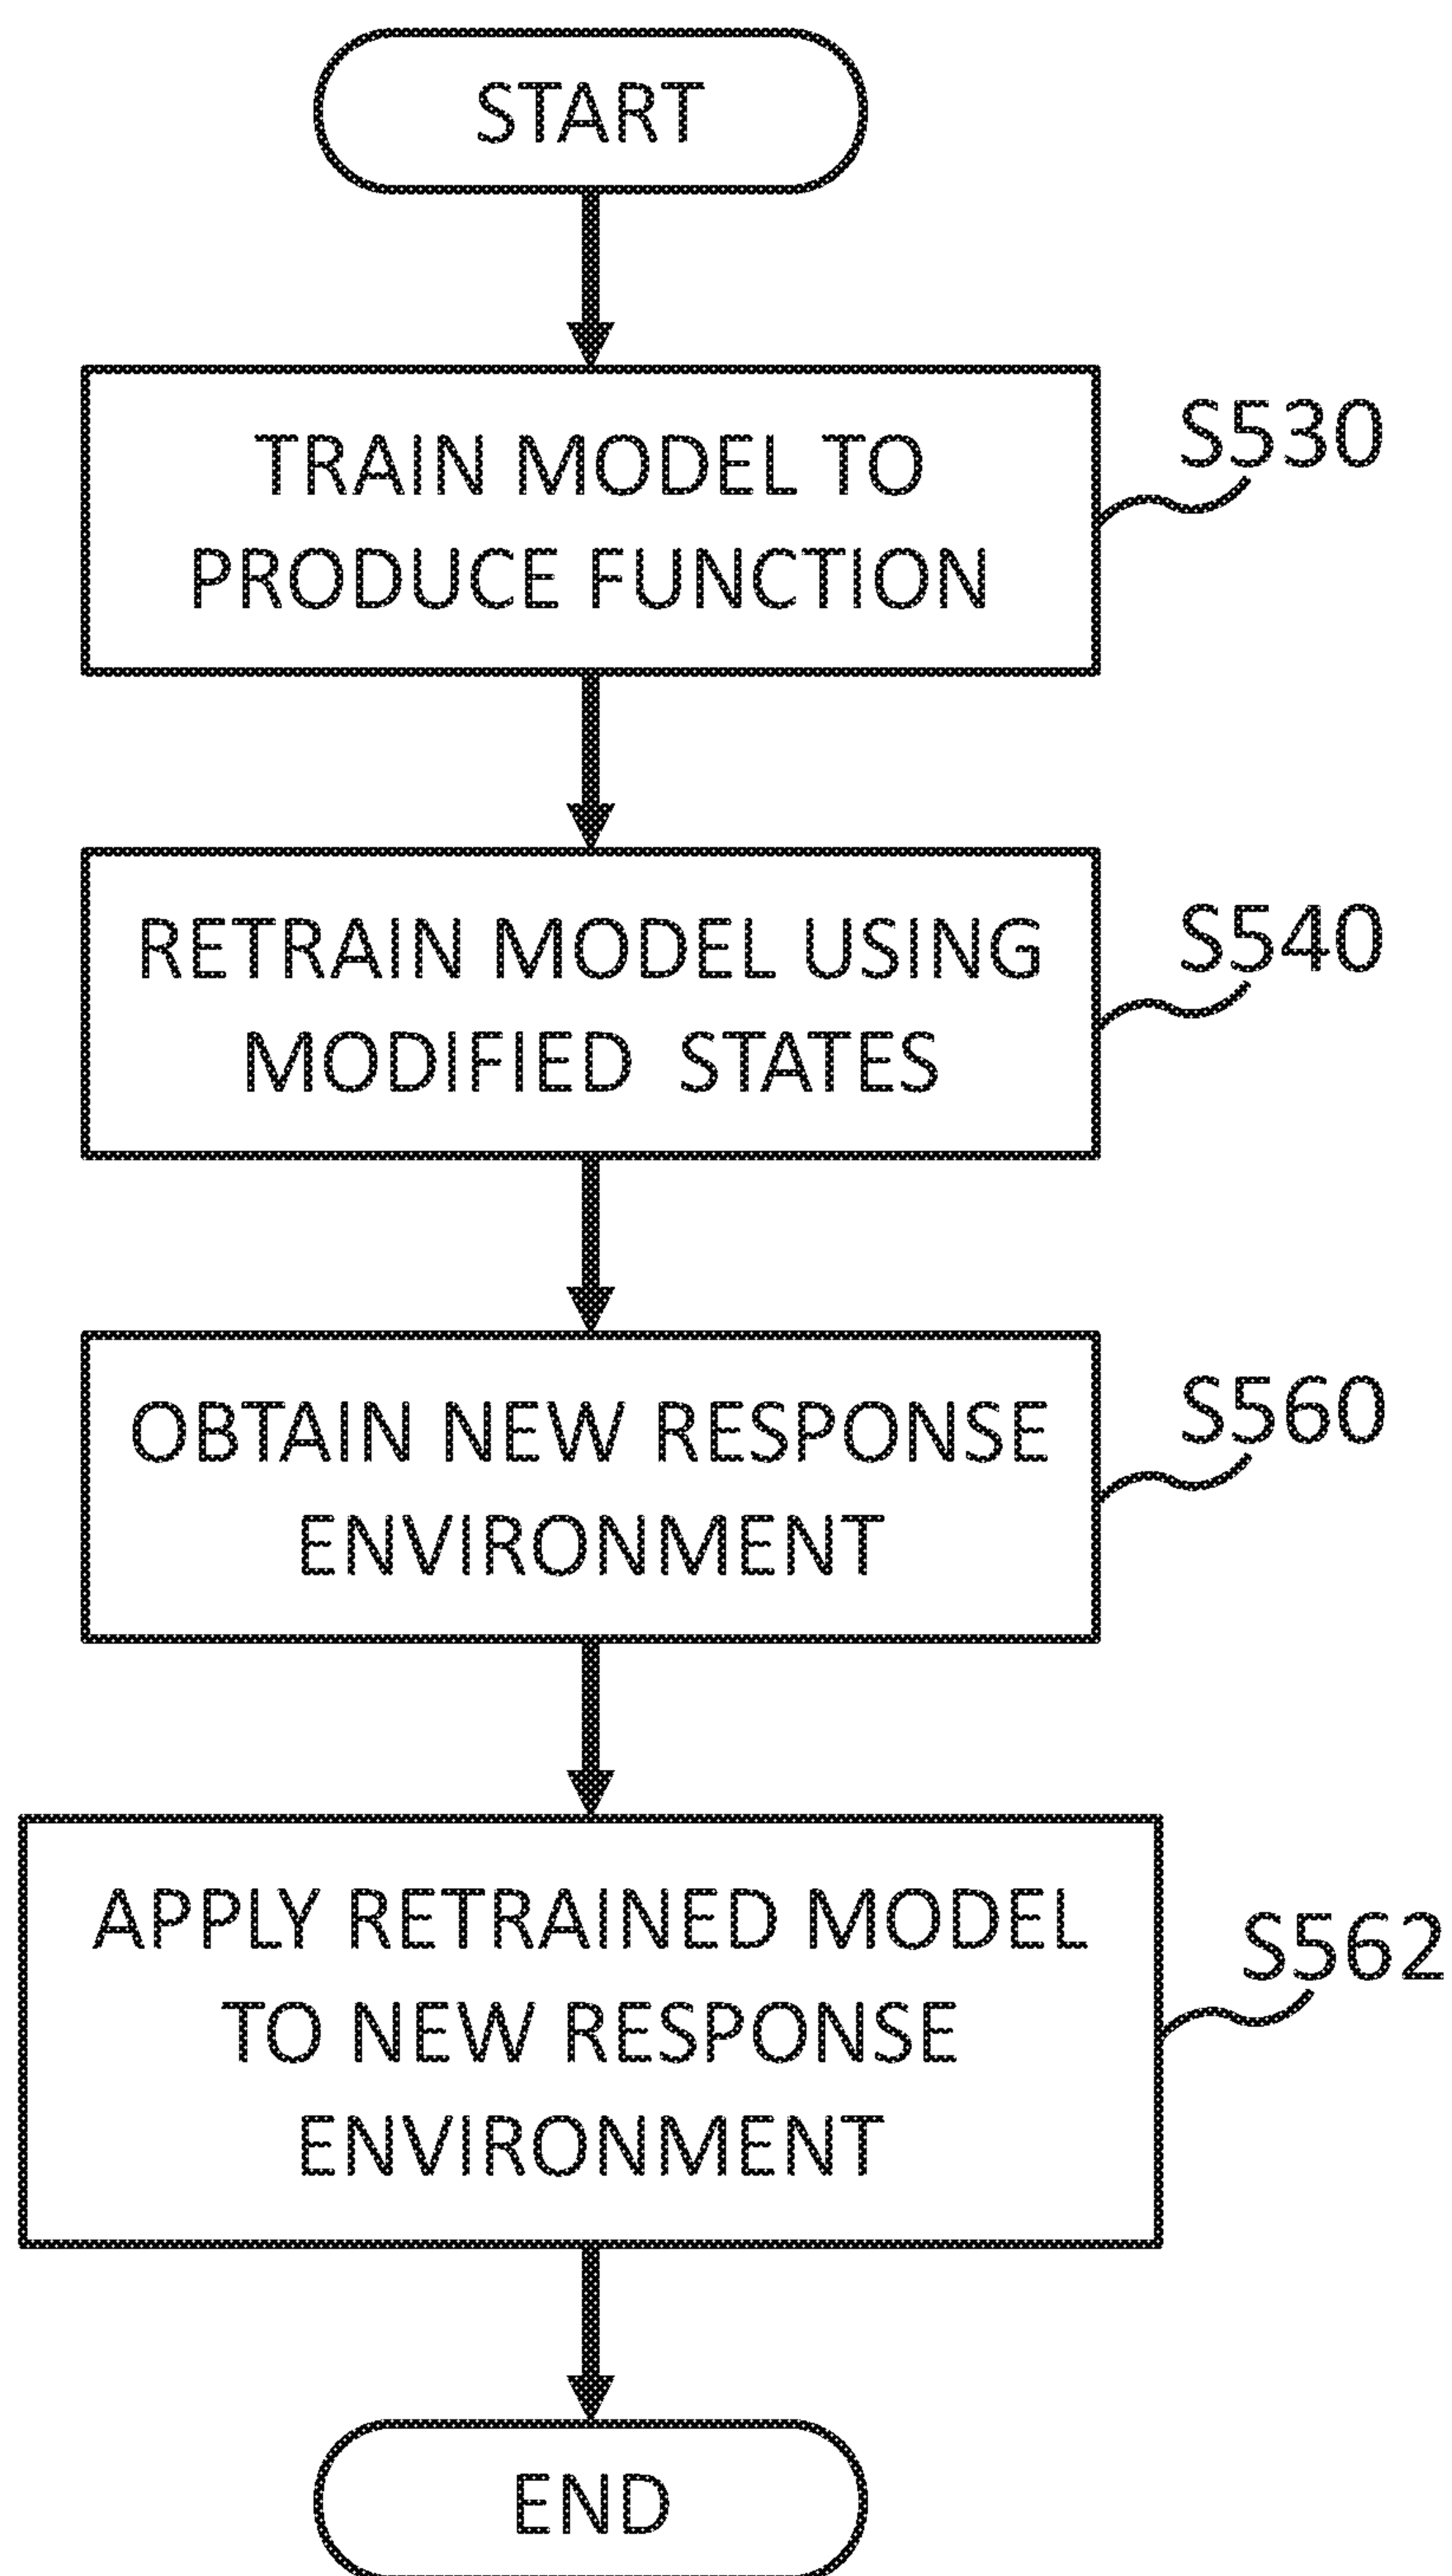 START
TRAIN MODEL TO
PRODUCE FUNCTION
S530
RETRAIN MODEL USING
MODIFIED STATES
S540
OBTAIN NEW RESPONSE
ENVIRONMENT
S560
APPLY RETRAINED MODEL
TO NEW RESPONSE
ENVIRONMENT
S562
END